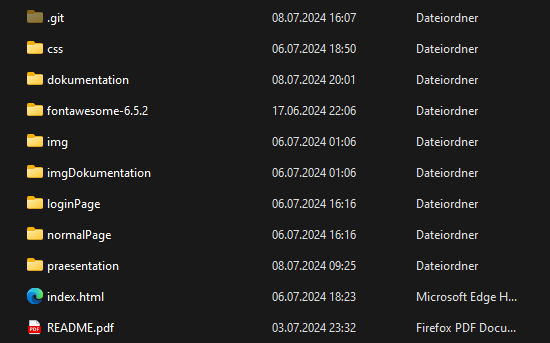 .git 08.07.2024 16:07 Dateiordner
css 06.07.2024 18:50 Dateiordner
dokumentation 08.07.2024 20:01 Dateiordner
fontawesome-6.5.2 17.06.2024 22:06 Dateiordner
img 06.07.2024 01:06 Dateiordner
imgDokumentation 06.07.2024 01:06 Dateiordner
loginPage 06.07.2024 16:16 Dateiordner
normalPage 06.07.2024 16:16 Dateiordner
praesentation 08.07.2024 09:25 Dateiordner
index.html 06.07.2024 18:23 Microsoft Edge H...
PDF README.pdf 03.07.2024 23:32 Firefox PDF Docu...